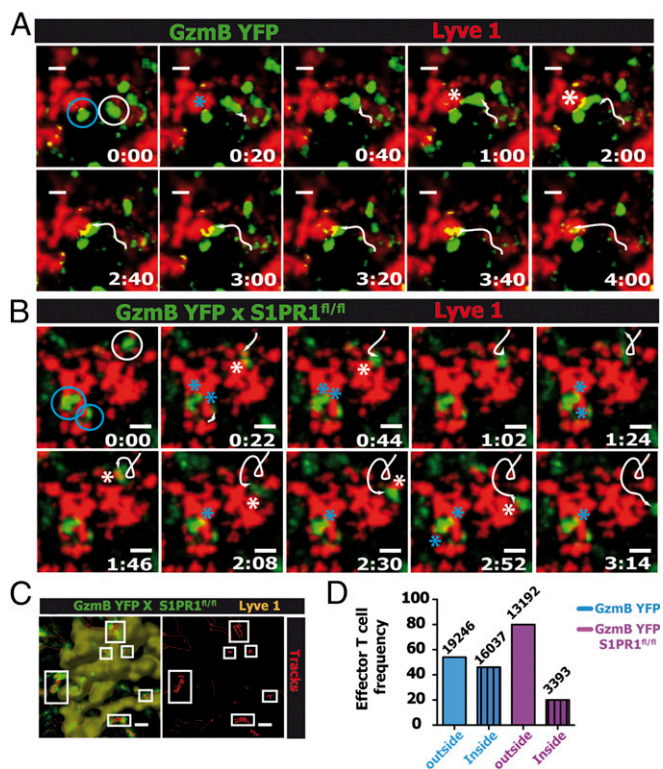 A
GzmB YFP Lyve 1
0:00 0:20 0:40 1:00 2:00
2:40 3:00 3:20 3:40 4:00
B
GzmB YFP x S1PR1fl/fl Lyve 1
0:00 0:22 0:44 1:02 1:24
1:46 2:08 2:30 2:52 3:14
C
GzmB YFP X S1PR1fl/fl Lyve 1
Tracks
D
Effector T cell
frequency
100
80
60
40
20
0
19246 16037 13192 3393
outside Inside outside Inside
GzmB YFP
GzmB YFP
S1PR1fl/fl